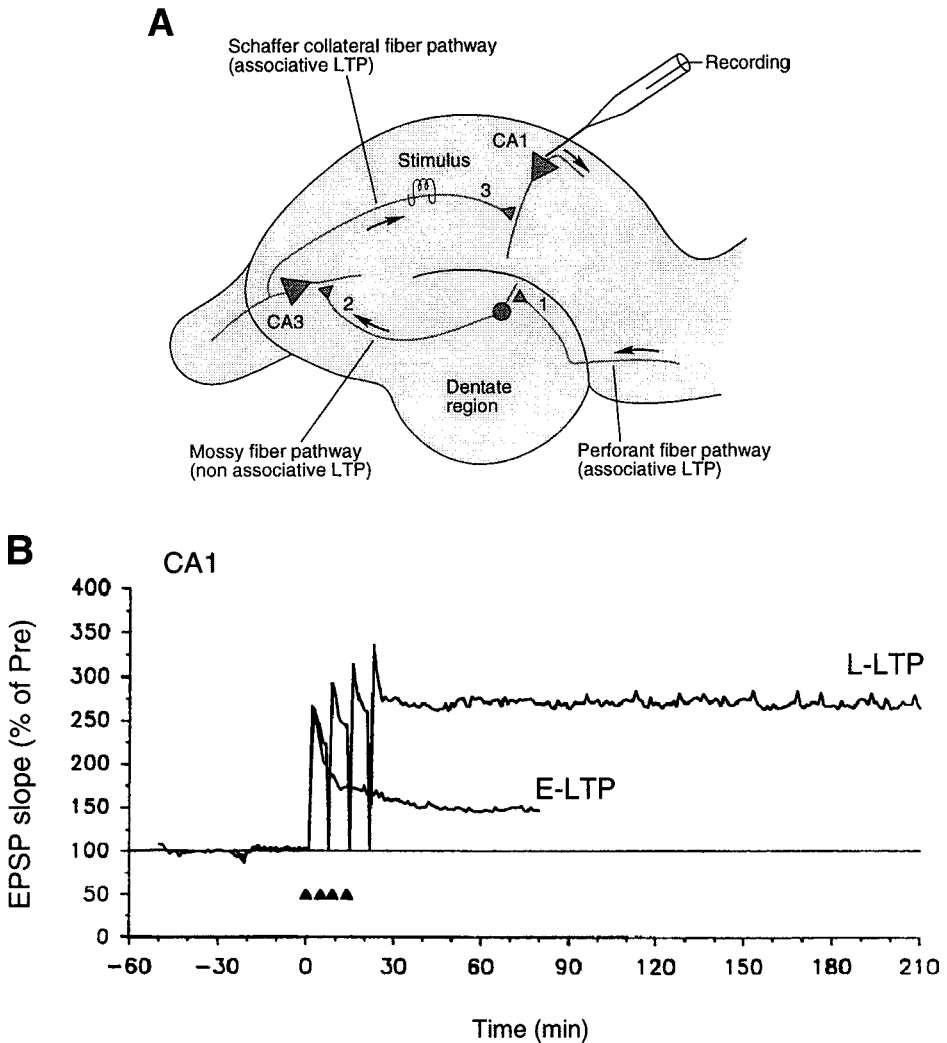 A
Schaffer collateral fiber pathway
(associative LTP)
Recording
CA1
Stimulus
3
CA3
2
1
Dentate
region
Mossy fiber pathway
(non associative LTP)
Perforant fiber pathway
(associative LTP)
B
CA1
EPSP slope (% of Pre)
400
350
300
250
200
150
100
50
0
L-LTP
E-LTP
-60 -30 0 30 60 90 120 150 180 210
Time (min)